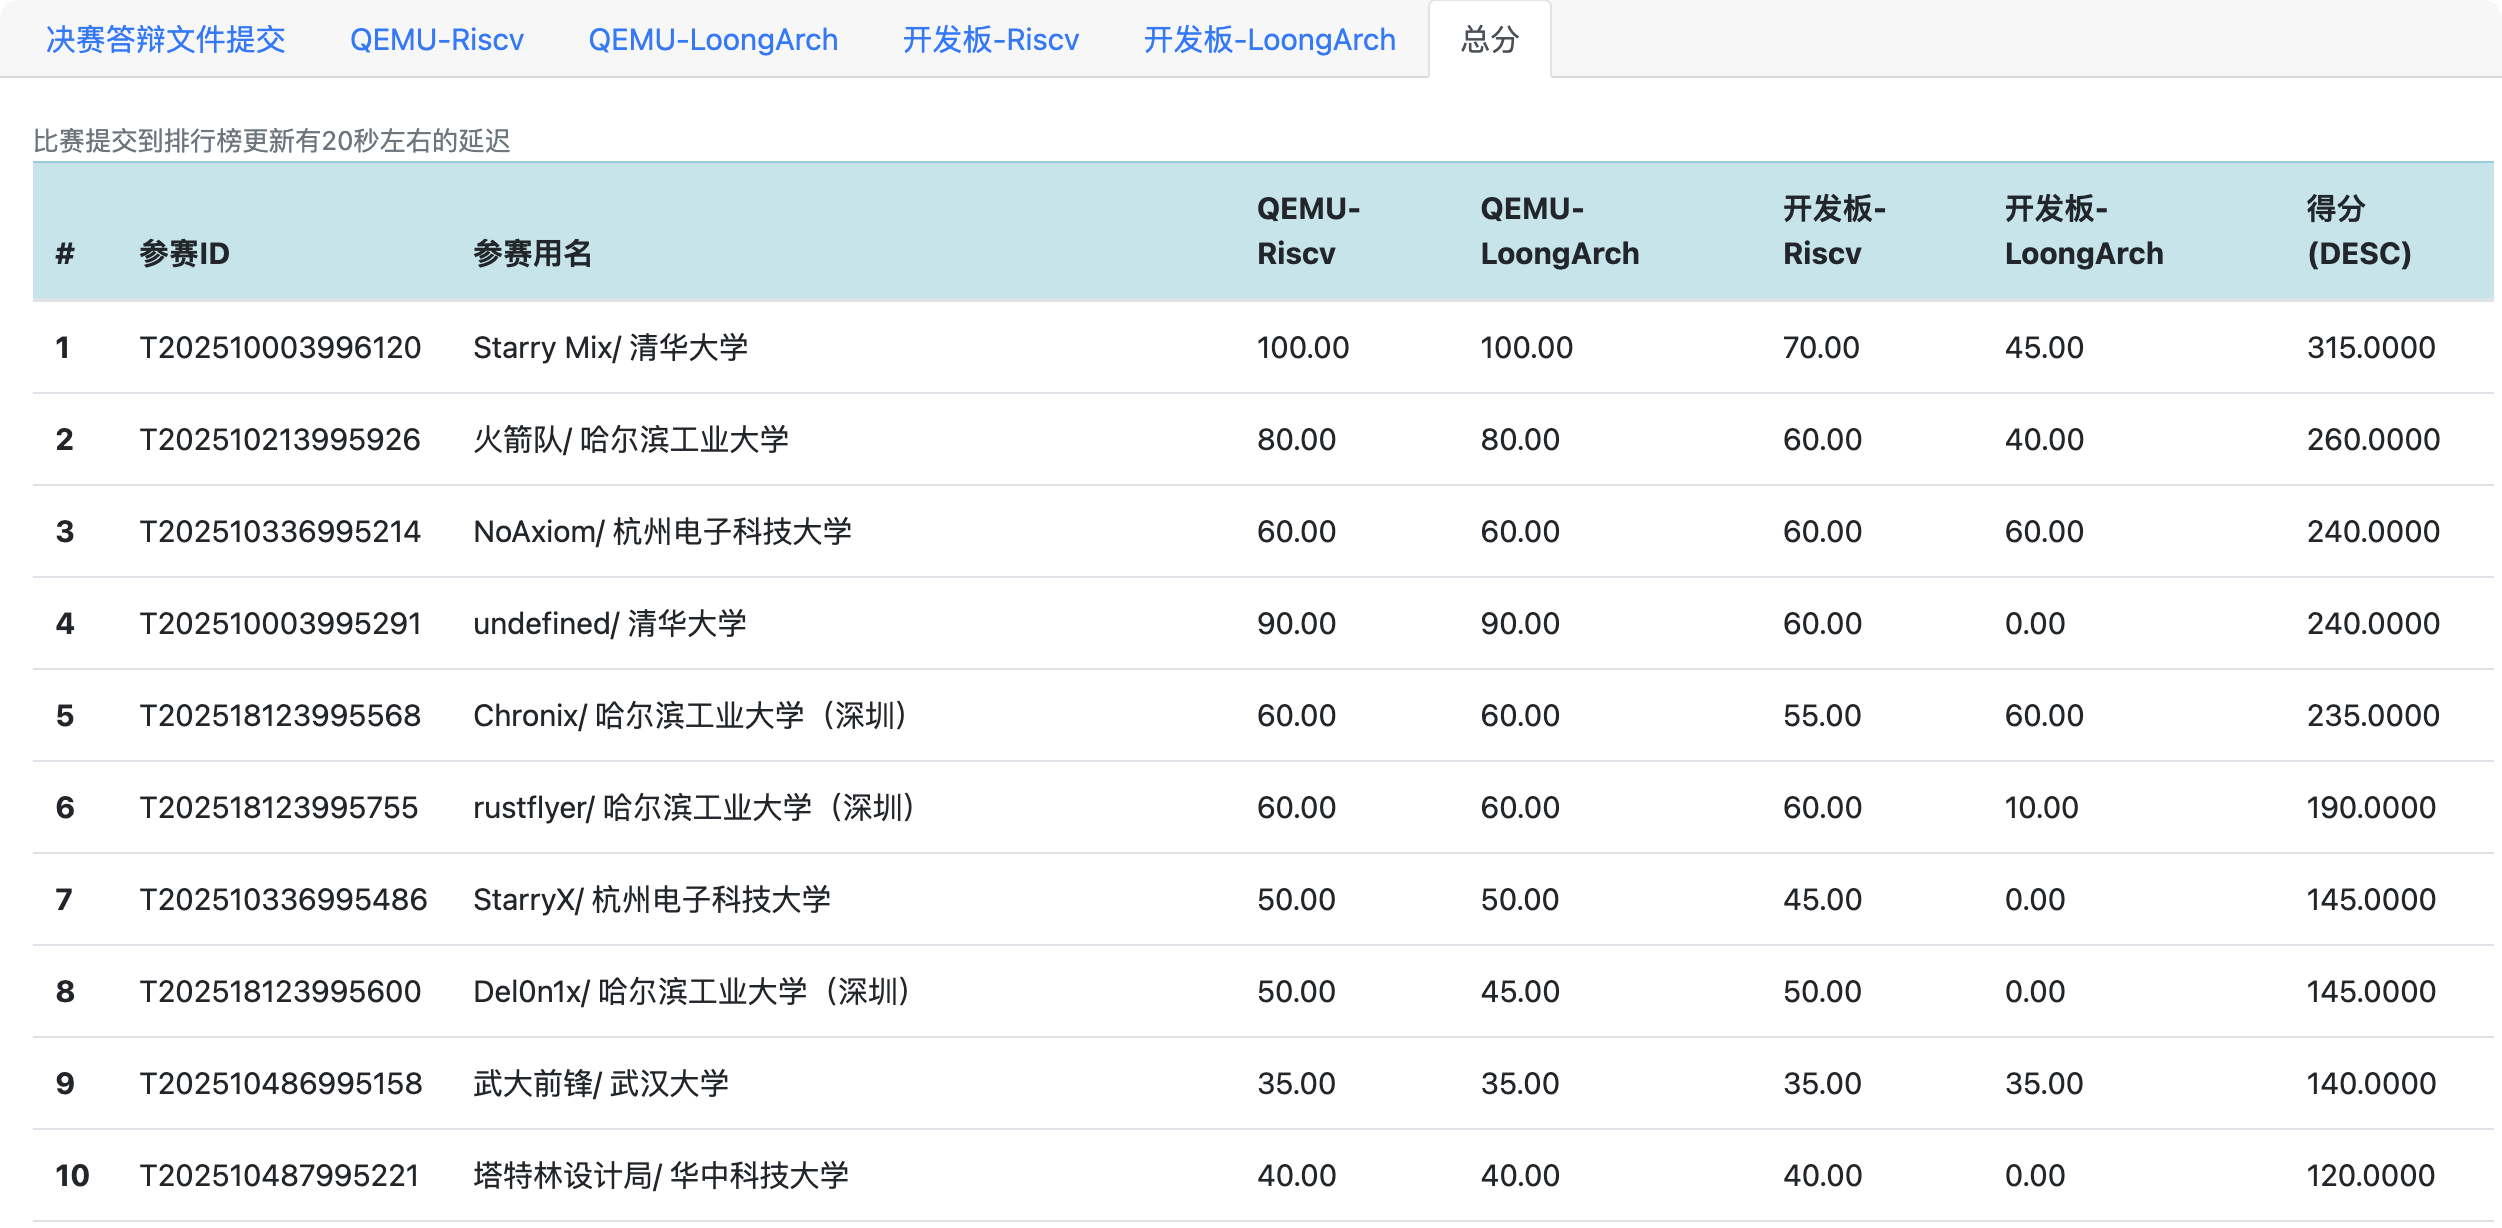 决赛答辩文件提交 QEMU-Riscv QEMU-LoongArch 开发板-Riscv 开发板-LoongArch 总分
比赛提交到排行榜更新有20秒左右的延迟
# 参赛ID 参赛用名 QEMU-Riscv QEMU-LoongArch 开发板-Riscv 开发板-LoongArch 得分(DESC)
1 T202510003996120 Starry Mix/ 清华大学 100.00 100.00 70.00 45.00 315.0000
2 T202510213995926 火箭队/ 哈尔滨工业大学 80.00 80.00 60.00 40.00 260.0000
3 T202510336995214 NoAxiom/ 杭州电子科技大学 60.00 60.00 60.00 60.00 240.0000
4 T202510003995291 undefined/ 清华大学 90.00 90.00 60.00 0.00 240.0000
5 T202518123995568 Chronix/ 哈尔滨工业大学（深圳） 60.00 60.00 55.00 60.00 235.0000
6 T202518123995755 rustflyer/ 哈尔滨工业大学（深圳） 60.00 60.00 60.00 10.00 190.0000
7 T202510336995486 StarryX/ 杭州电子科技大学 50.00 50.00 45.00 0.00 145.0000
8 T202518123995600 Del0n1x/ 哈尔滨工业大学（深圳） 50.00 45.00 50.00 0.00 145.0000
9 T202510486995158 武大前锋/ 武汉大学 35.00 35.00 35.00 35.00 140.0000
10 T202510487995221 塔特林设计局/ 华中科技大学 40.00 40.00 40.00 0.00 120.0000